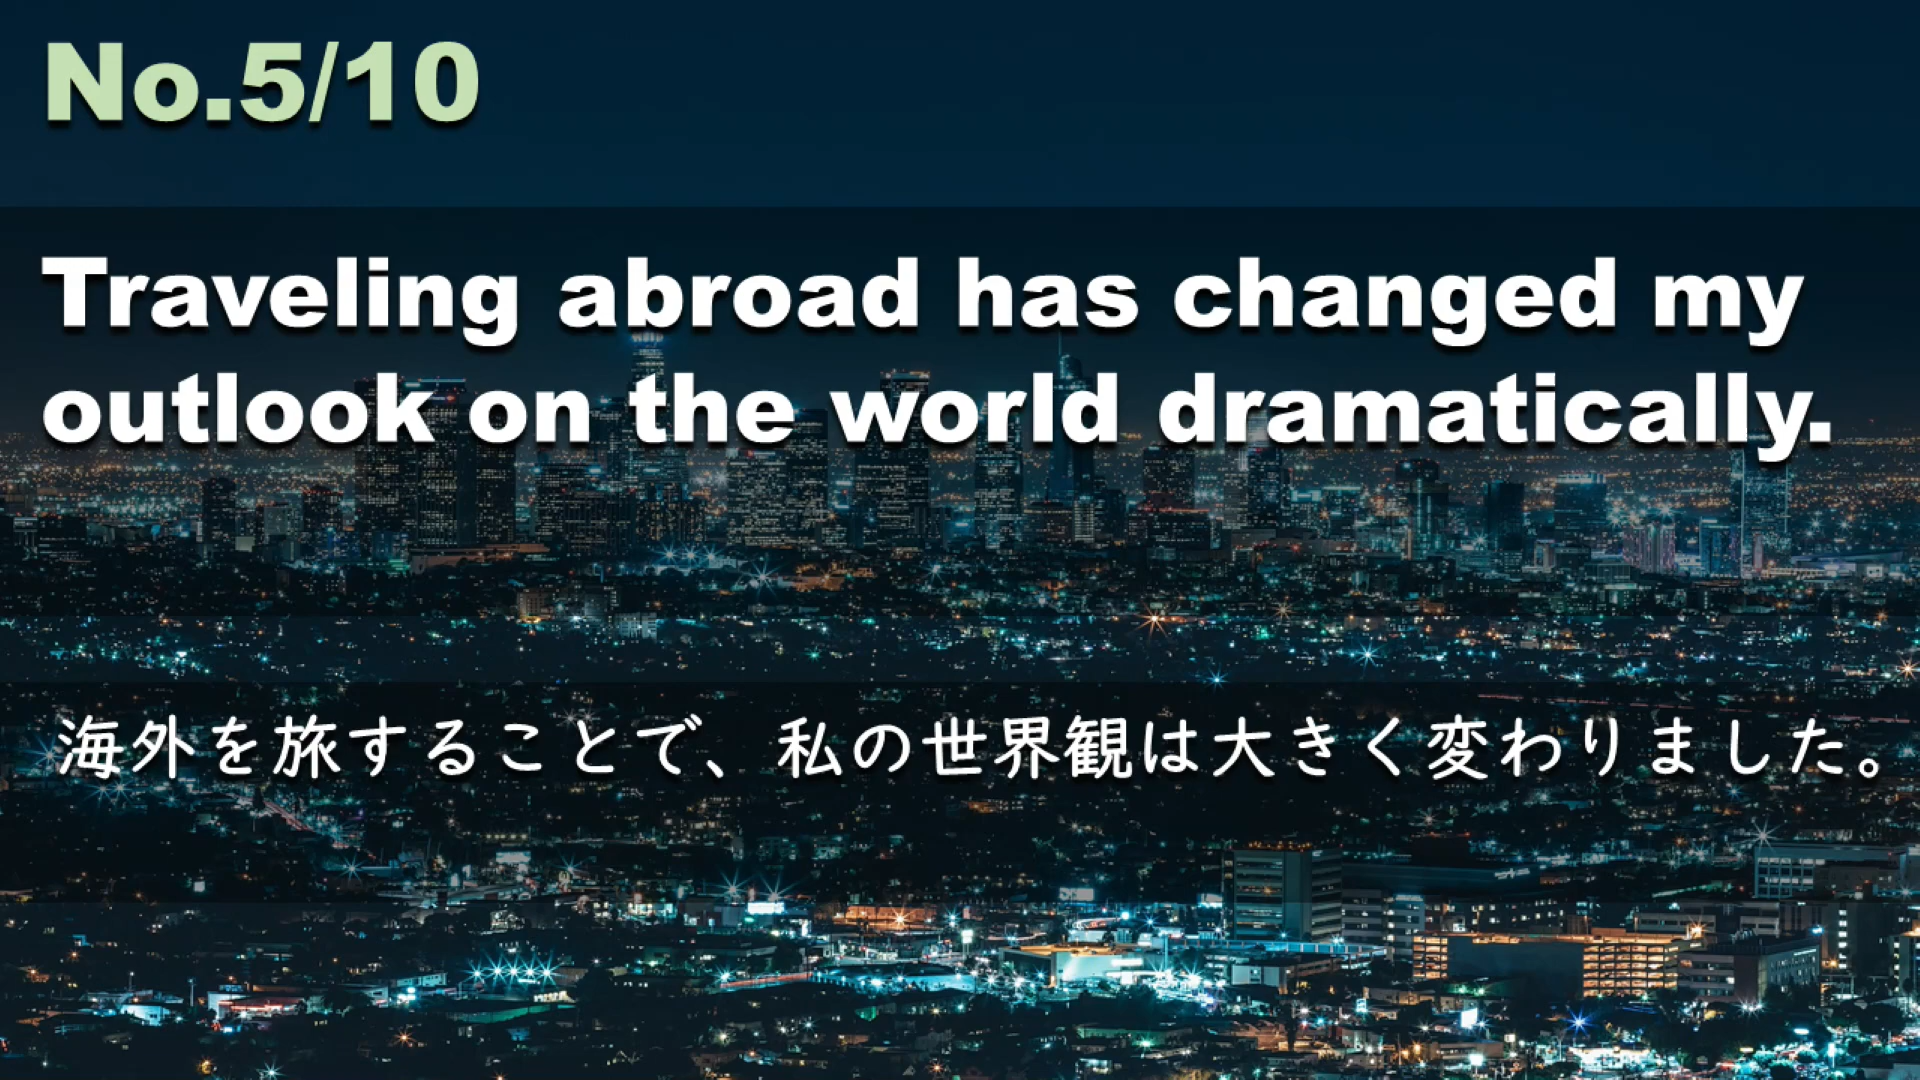 No.5/10
Traveling abroad has changed my
outlook on the world dramatically.
海外を旅することで、私の世界観は大きく変わりました。